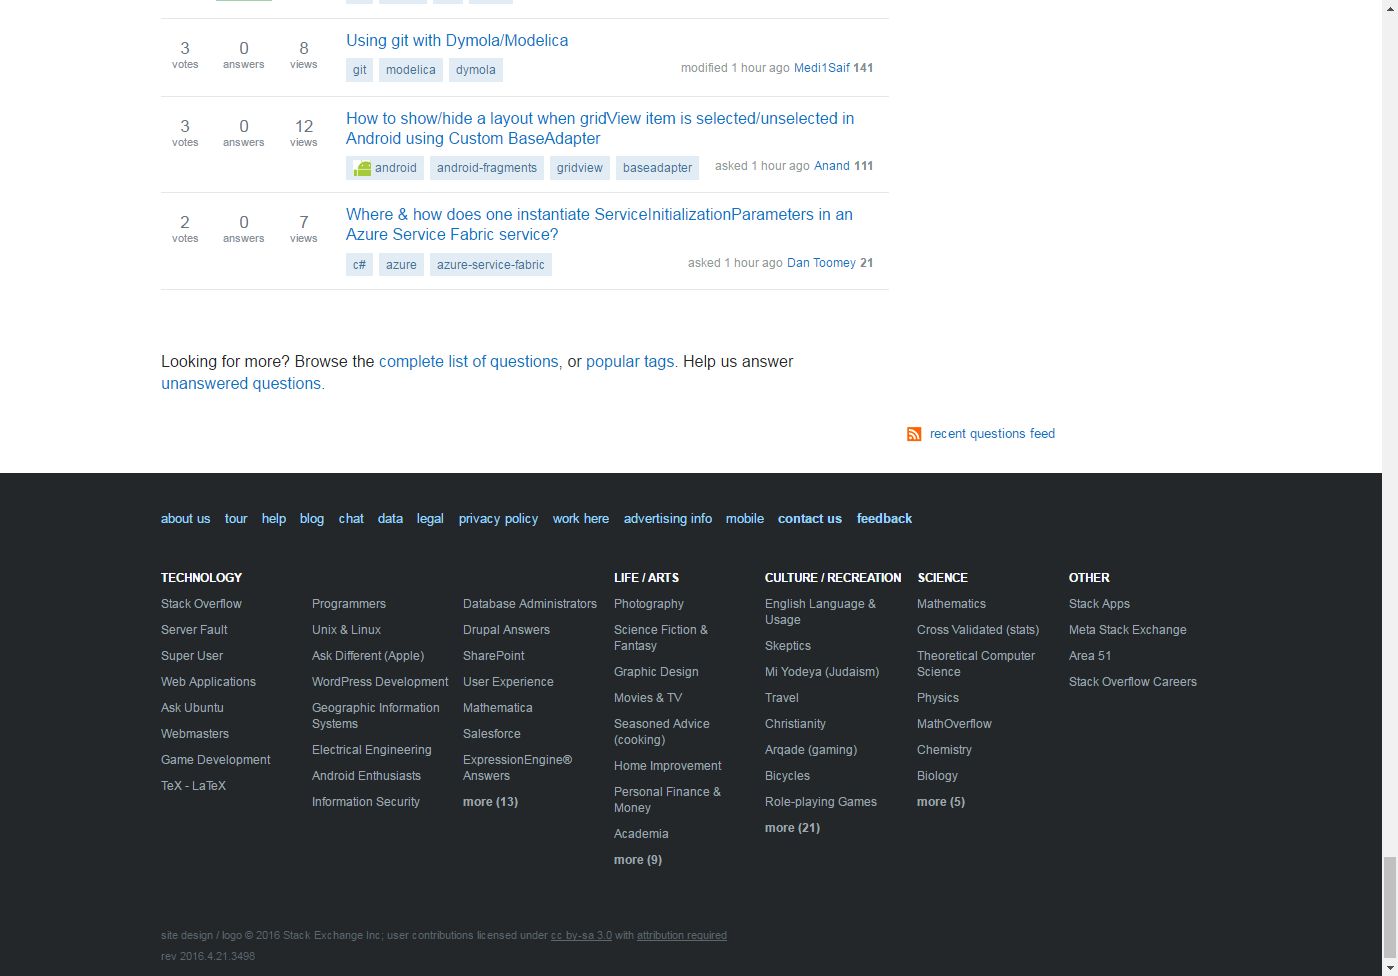 3 0 8 Using git with Dymola/Modelica
votes answers views
git modelica dymola modified 1 hour ago Medi1Saif 141
3 0 12 How to show/hide a layout when gridView item is selected/unselected in
votes answers views Android using Custom BaseAdapter
android android-fragments gridview baseadapter asked 1 hour ago Anand 111
2 0 7 Where & how does one instantiate ServiceInitializationParameters in an
votes answers views Azure Service Fabric service?
c# azure azure-service-fabric asked 1 hour ago Dan Toomey 21
Looking for more? Browse the complete list of questions, or popular tags. Help us answer
unanswered questions.
recent questions feed
about us tour help blog chat data legal privacy policy work here advertising info mobile contact us feedback
TECHNOLOGY
Stack Overflow
Server Fault
Super User
Web Applications
Ask Ubuntu
Webmasters
Game Development
TeX - LaTeX
Programmers
Unix & Linux
Ask Different (Apple)
WordPress Development
Geographic Information
Systems
Electrical Engineering
Android Enthusiasts
Information Security
Database Administrators
Drupal Answers
SharePoint
User Experience
Mathematica
Salesforce
ExpressionEngine®
Answers
more (13)
LIFE / ARTS
Photography
Science Fiction &
Fantasy
Graphic Design
Movies & TV
Seasoned Advice
(cooking)
Home Improvement
Personal Finance &
Money
Academia
more (9)
CULTURE / RECREATION
English Language &
Usage
Skeptics
Mi Yodeya (Judaism)
Travel
Christianity
Arqade (gaming)
Bicycles
Role-playing Games
more (21)
SCIENCE
Mathematics
Cross Validated (stats)
Theoretical Computer
Science
Physics
MathOverflow
Chemistry
Biology
more (5)
OTHER
Stack Apps
Meta Stack Exchange
Area 51
Stack Overflow Careers
site design / logo © 2016 Stack Exchange Inc; user contributions licensed under cc by-sa 3.0 with attribution required
rev 2016.4.21.3498